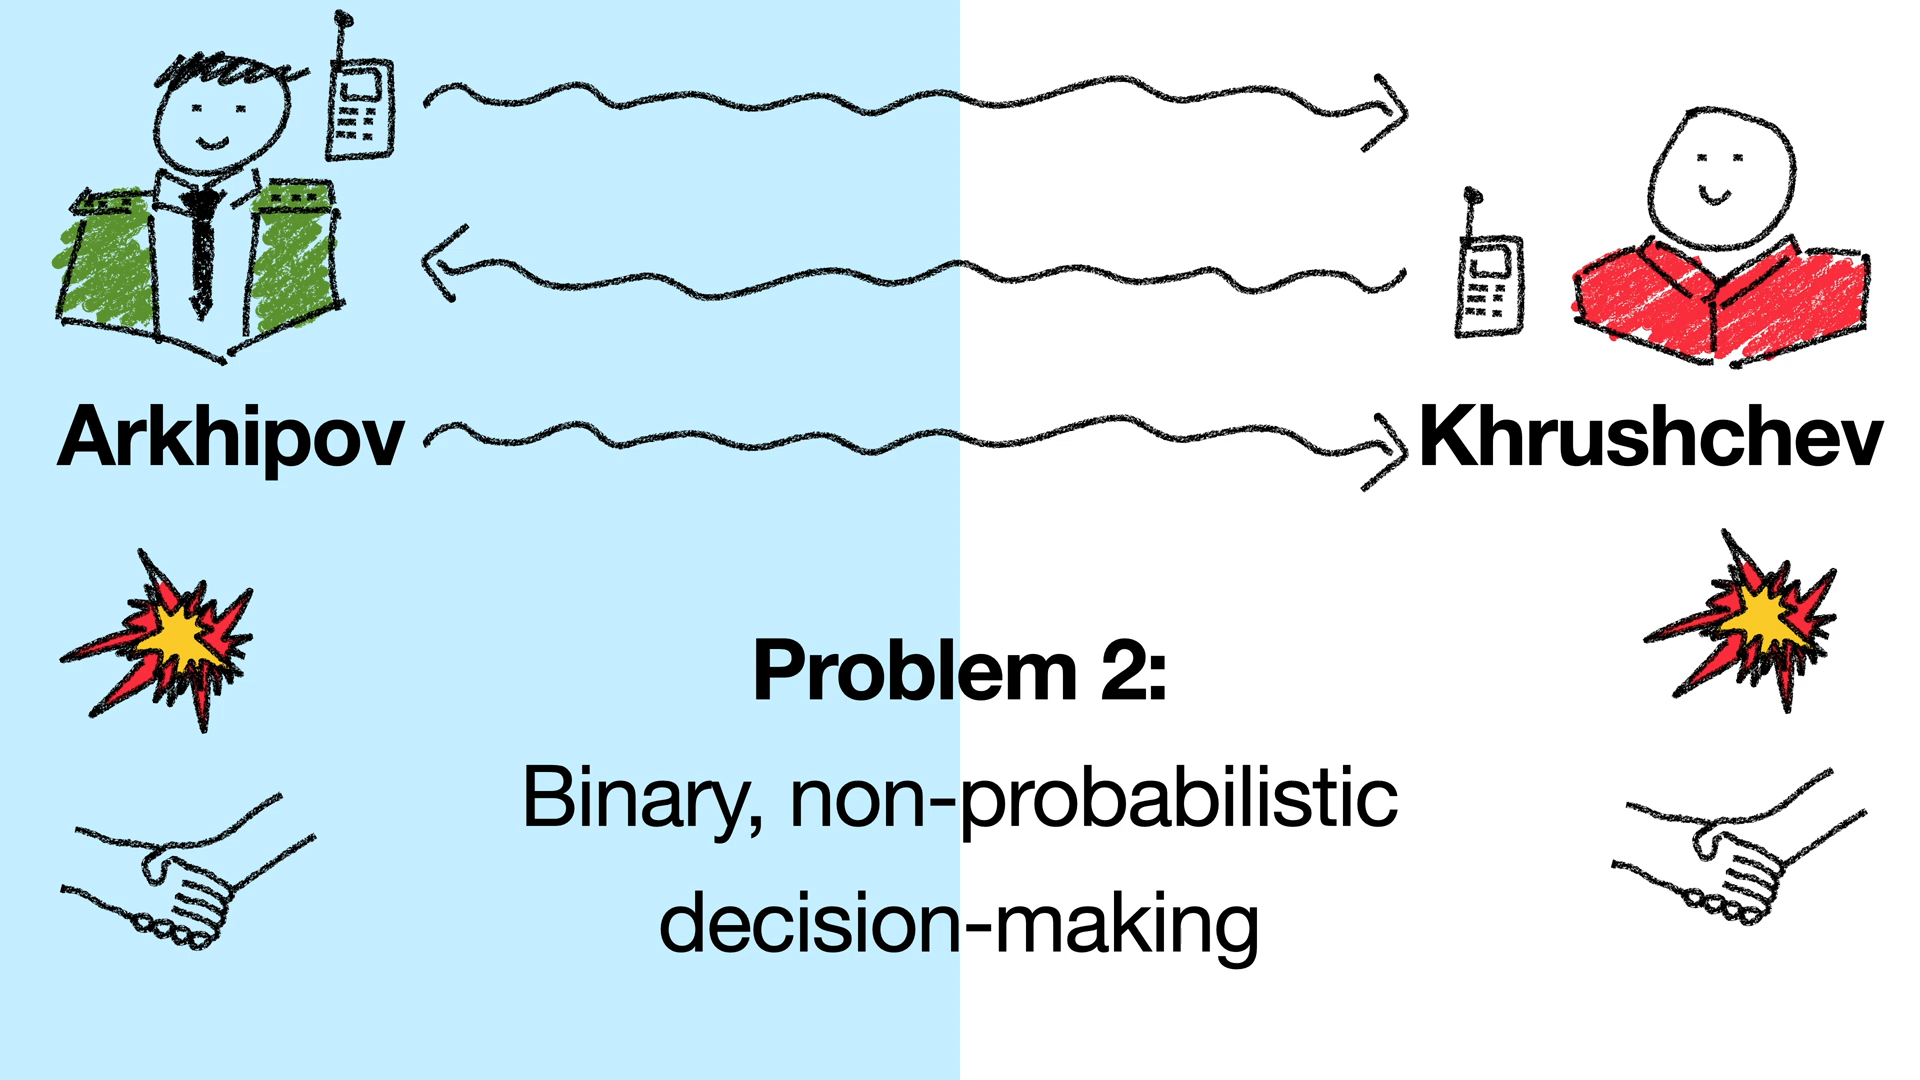 Arkhipov
Khrushchev
Problem 2:
Binary, non-probabilistic
decision-making